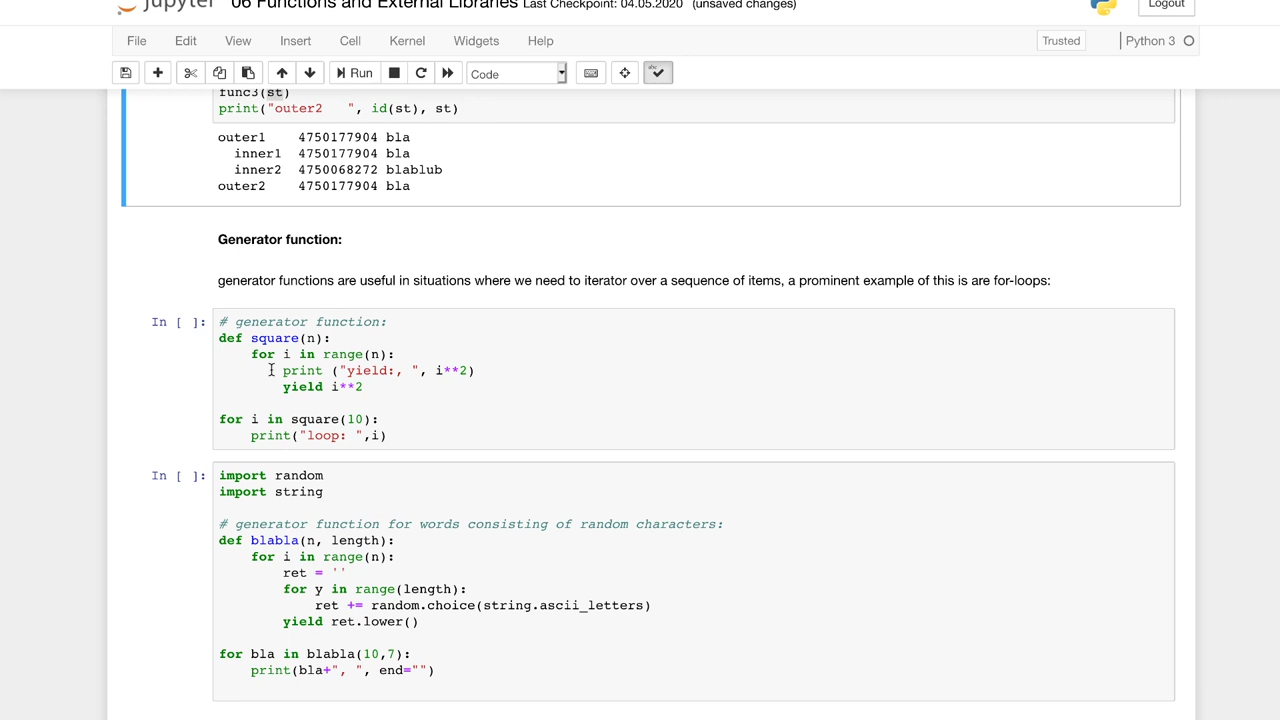 Jupyter 06 Functions and External Libraries Last Checkpoint: 04.05.2020 (unsaved changes) Logout
File Edit View Insert Cell Kernel Widgets Help Trusted Python 3
Run Code
func3(st)
print("outer2   ", id(st), st)
outer1    4750177904 bla
  inner1  4750177904 bla
  inner2  4750068272 blablub
outer2    4750177904 bla
Generator function:
generator functions are useful in situations where we need to iterator over a sequence of items, a prominent example of this is are for-loops:
In [ ]: # generator function:
def square(n):
    for i in range(n):
        print ("yield:, ", i**2)
        yield i**2
for i in square(10):
    print("loop: ",i)
In [ ]: import random
import string
# generator function for words consisting of random characters:
def blabla(n, length):
    for i in range(n):
        ret = ''
        for y in range(length):
            ret += random.choice(string.ascii_letters)
        yield ret.lower()
for bla in blabla(10,7):
    print(bla+", ", end="")